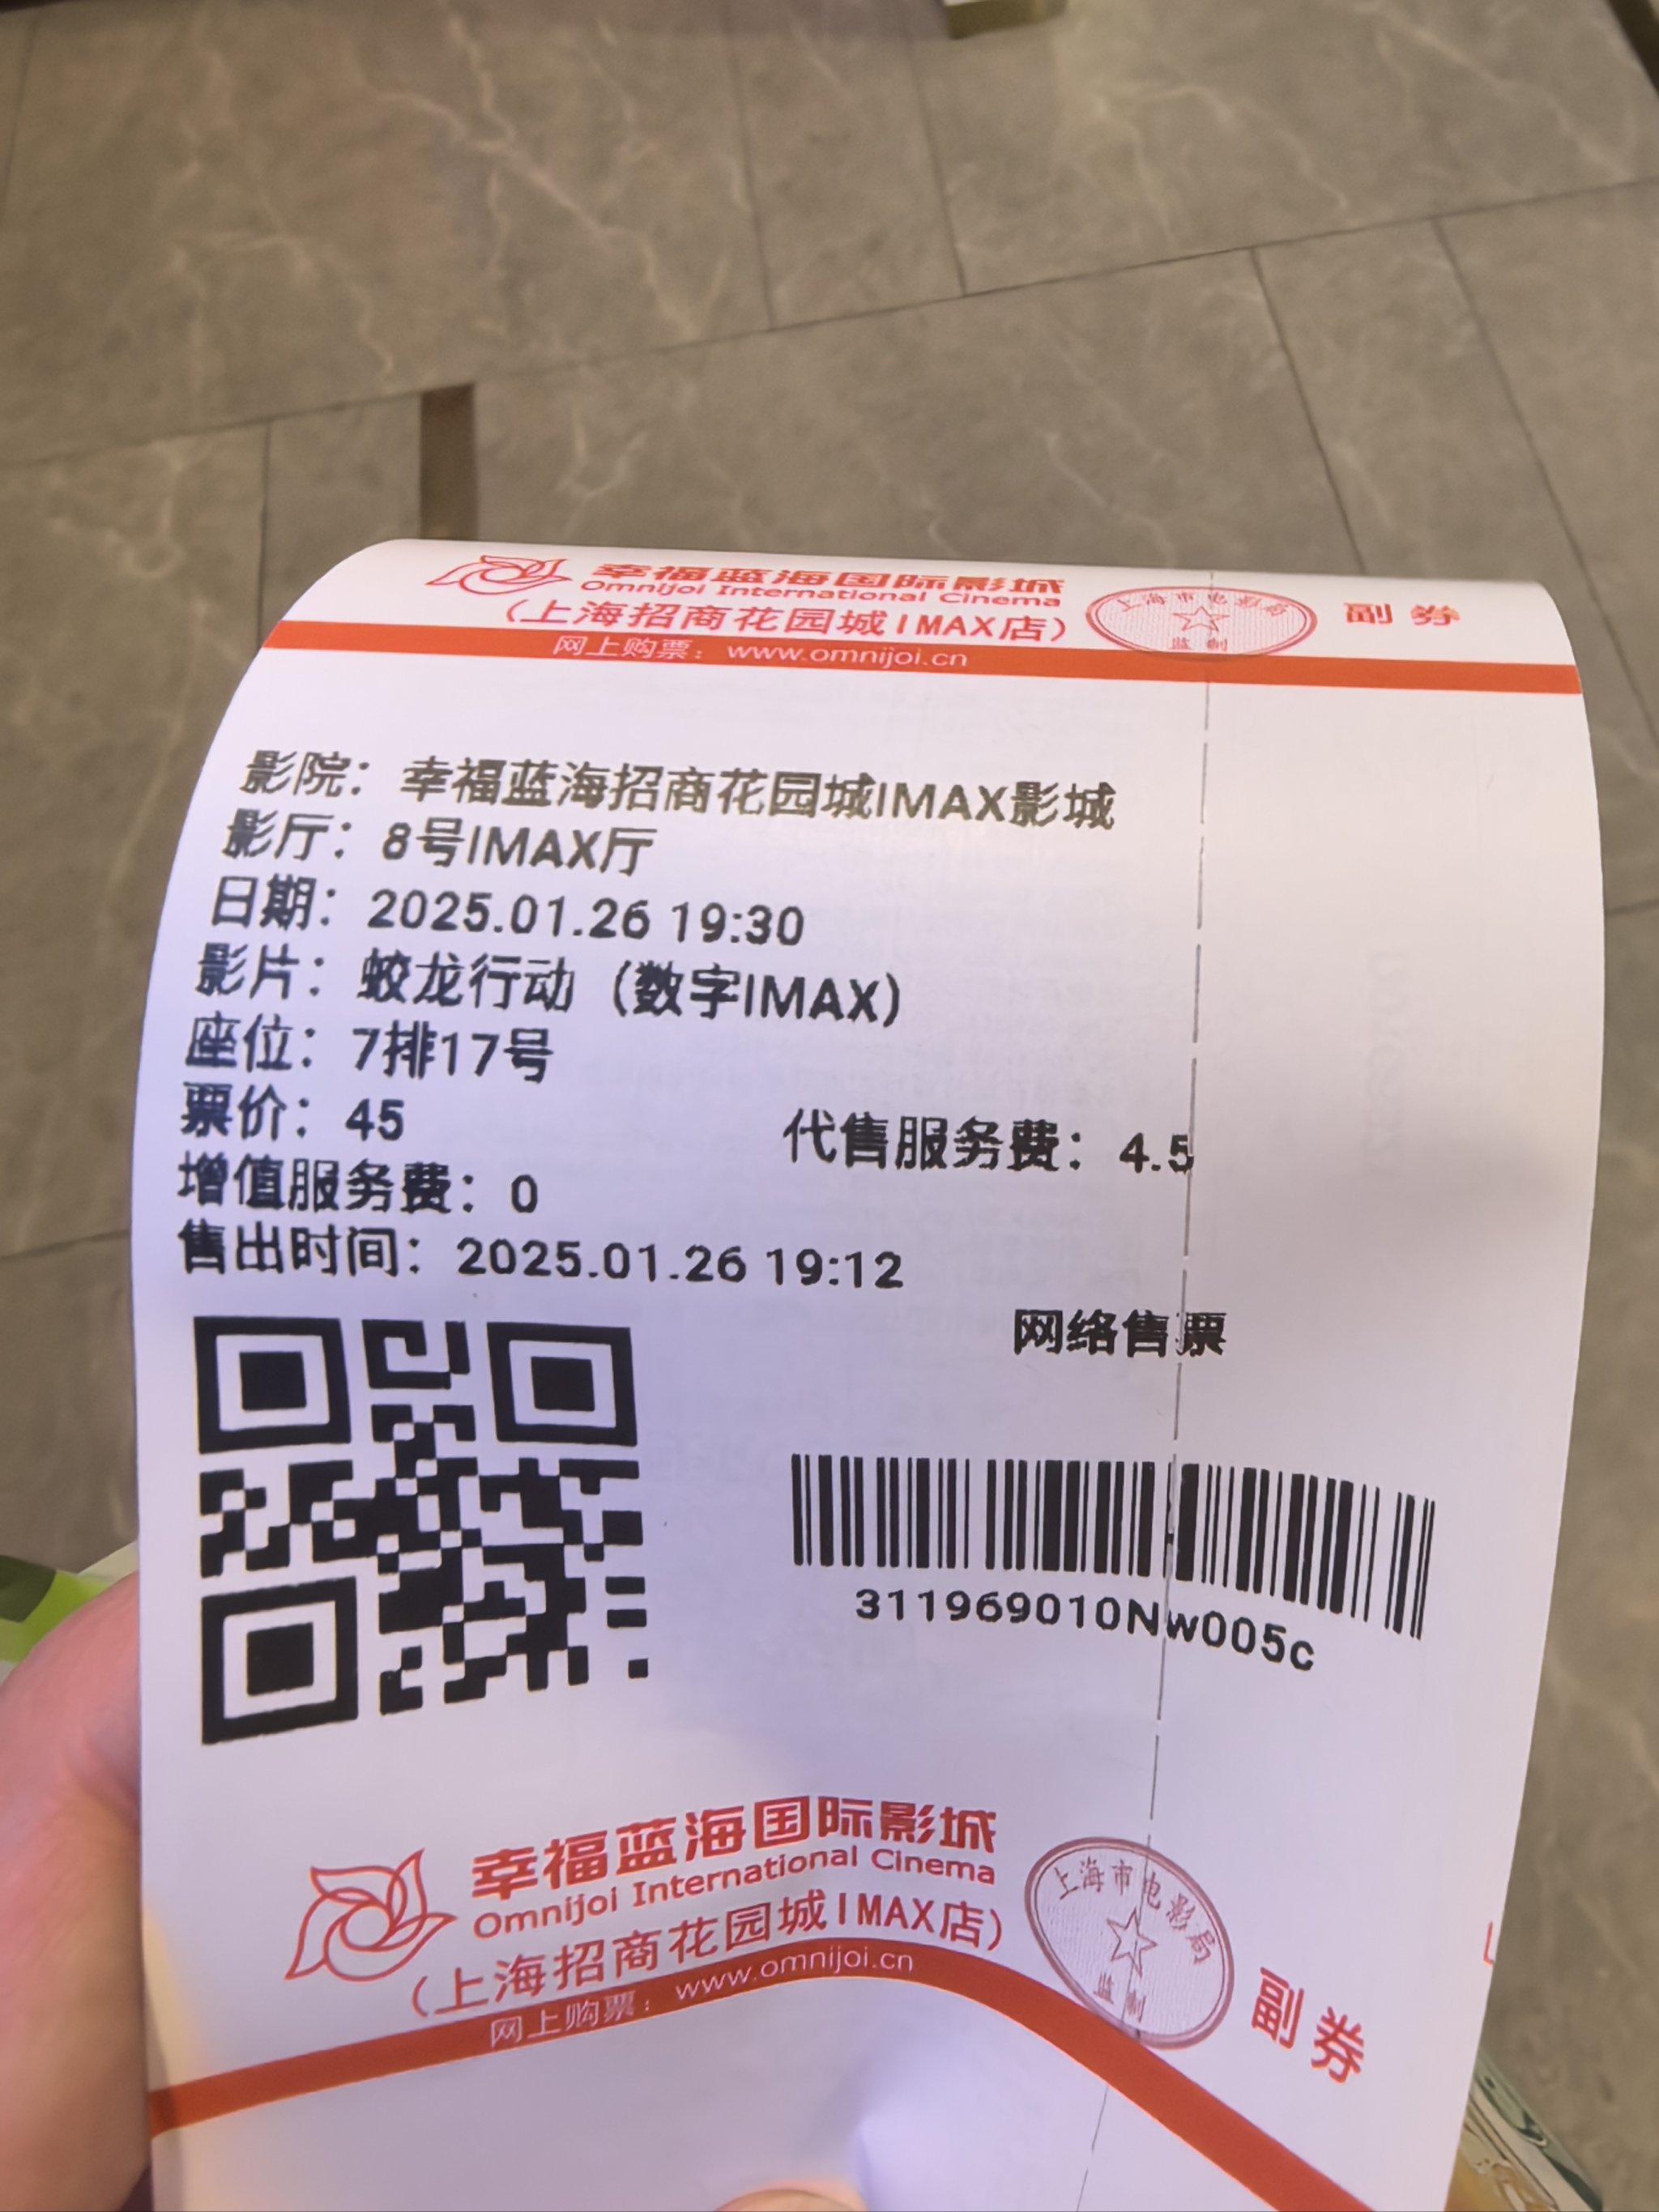 幸福蓝海国际影城
Omnijoi International Cinema
（上海招商花园城IMAX店）
上海市电影局
监制
副券
网上购票：www.omnijoi.cn
影院：幸福蓝海招商花园城IMAX影城
影厅：8号IMAX厅
日期：2025.01.26 19:30
影片：蛟龙行动（数字IMAX）
座位：7排17号
票价：45 代售服务费：4.5
增值服务费：0
售出时间：2025.01.26 19:12
网络售票
311969010Nw005c
幸福蓝海国际影城
Omnijoi International Cinema
（上海招商花园城IMAX店）
上海市电影局
监制
副券
网上购票：www.omnijoi.cn